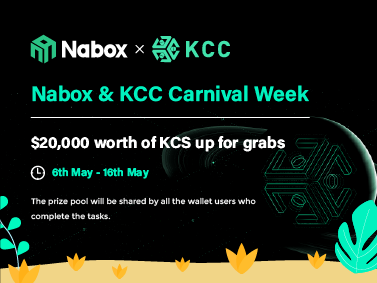 Nabox × KCC
Nabox & KCC Carnival Week
$20,000 worth of KCS up for grabs
6th May - 16th May
The prize pool will be shared by all the wallet users who
complete the tasks.